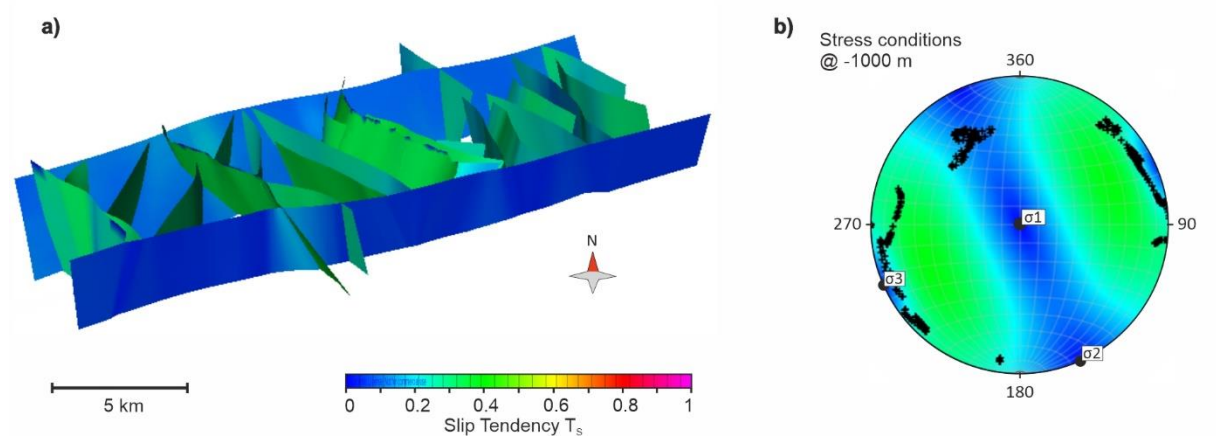 a)
N
5 km
0 0.2 0.4 0.6 0.8 1
Slip Tendency Tₛ
b)
Stress conditions
@ -1000 m
360
270
90
180
σ1
σ3
σ2